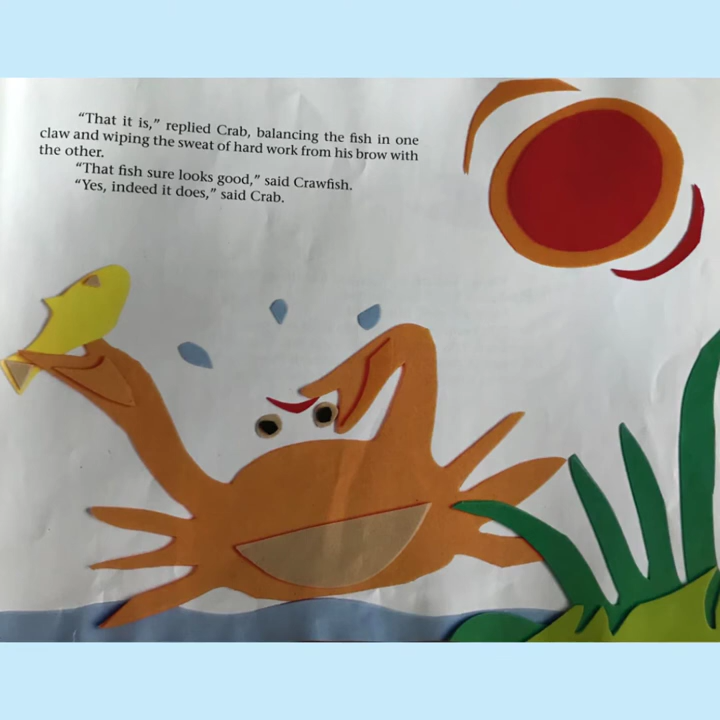 “That it is,” replied Crab, balancing the fish in one
claw and wiping the sweat of hard work from his brow with
the other.
“That fish sure looks good,” said Crawfish.
“Yes, indeed it does,” said Crab.